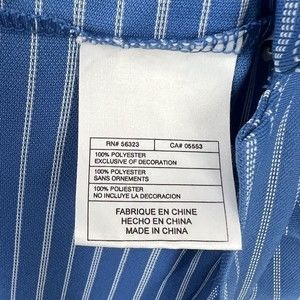 RN# 56323 CA# 05553
100% POLYESTER
EXCLUSIVE OF DECORATION
100% POLYESTER
SANS ORNEMENTS
100% POLIESTER
NO INCLUYE LA DECORACION
FABRIQUE EN CHINE
HECHO EN CHINA
MADE IN CHINA